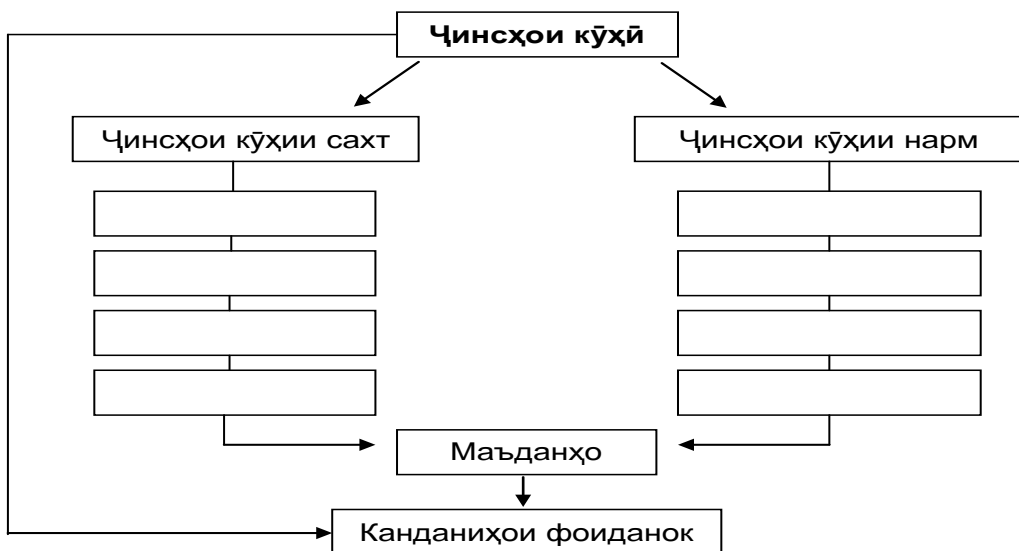 Ҷинсҳои кӯҳӣ
Ҷинсҳои кӯҳии сахт
Ҷинсҳои кӯҳии нарм
Маъданҳо
Канданиҳои фоиданок